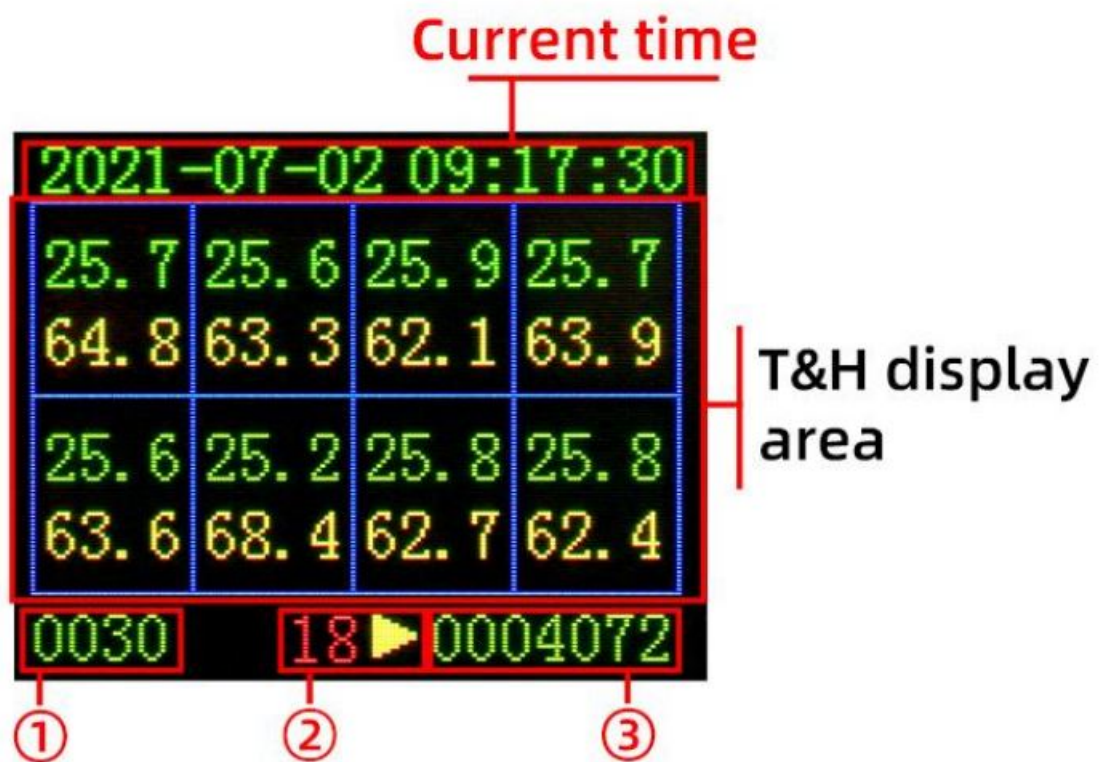 Current time
2021-07-02 09:17:30
25.7 25.6 25.9 25.7
64.8 63.3 62.1 63.9
T&H display
area
25.6 25.2 25.8 25.8
63.6 68.4 62.7 62.4
0030 18 0004072
① ② ③